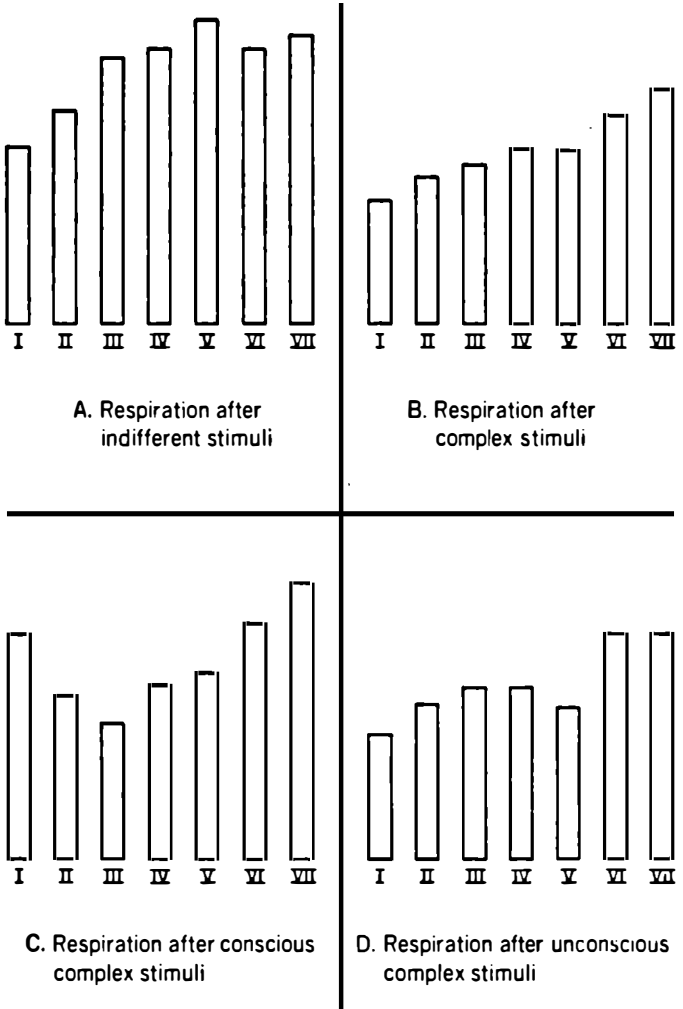 I II III IV V VI VII
A. Respiration after
indifferent stimuli
I II III IV V VI VII
B. Respiration after
complex stimuli
I II III IV V VI VII
C. Respiration after conscious
complex stimuli
I II III IV V VI VII
D. Respiration after unconscious
complex stimuli